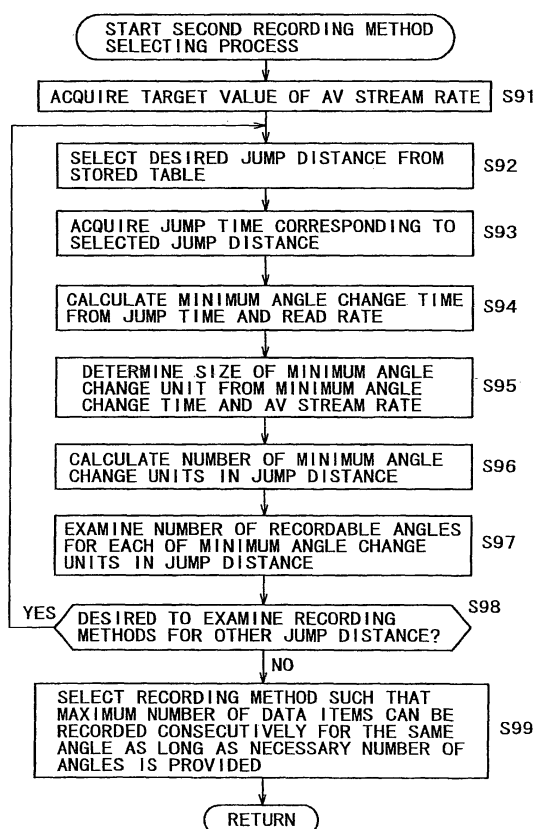 START SECOND RECORDING METHOD
SELECTING PROCESS
ACQUIRE TARGET VALUE OF AV STREAM RATE
S91
SELECT DESIRED JUMP DISTANCE FROM
STORED TABLE
S92
ACQUIRE JUMP TIME CORRESPONDING TO
SELECTED JUMP DISTANCE
S93
CALCULATE MINIMUM ANGLE CHANGE TIME
FROM JUMP TIME AND READ RATE
S94
DETERMINE SIZE OF MINIMUM ANGLE
CHANGE UNIT FROM MINIMUM ANGLE
CHANGE TIME AND AV STREAM RATE
S95
CALCULATE NUMBER OF MINIMUM ANGLE
CHANGE UNITS IN JUMP DISTANCE
S96
EXAMINE NUMBER OF RECORDABLE ANGLES
FOR EACH OF MINIMUM ANGLE CHANGE
UNITS IN JUMP DISTANCE
S97
YES
DESIRED TO EXAMINE RECORDING
METHODS FOR OTHER JUMP DISTANCE?
S98
NO
SELECT RECORDING METHOD SUCH THAT
MAXIMUM NUMBER OF DATA ITEMS CAN BE
RECORDED CONSECUTIVELY FOR THE SAME
ANGLE AS LONG AS NECESSARY NUMBER OF
ANGLES IS PROVIDED
S99
RETURN